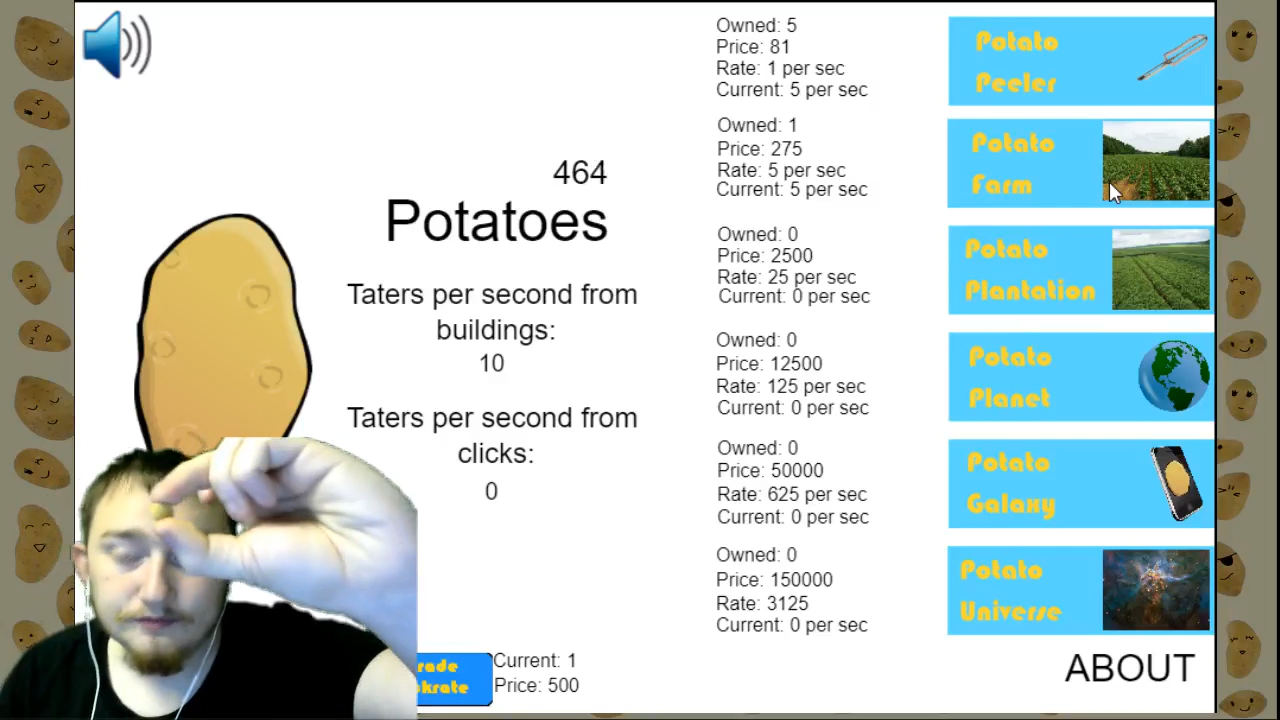 464
Potatoes
Taters per second from
buildings:
10
Taters per second from
clicks:
0
Owned: 5
Price: 81
Rate: 1 per sec
Current: 5 per sec
Potato
Peeler
Owned: 1
Price: 275
Rate: 5 per sec
Current: 5 per sec
Potato
Farm
Owned: 0
Price: 2500
Rate: 25 per sec
Current: 0 per sec
Potato
Plantation
Owned: 0
Price: 12500
Rate: 125 per sec
Current: 0 per sec
Potato
Planet
Owned: 0
Price: 50000
Rate: 625 per sec
Current: 0 per sec
Potato
Galaxy
Owned: 0
Price: 150000
Rate: 3125
Current: 0 per sec
Potato
Universe
rade
krate
Current: 1
Price: 500
ABOUT